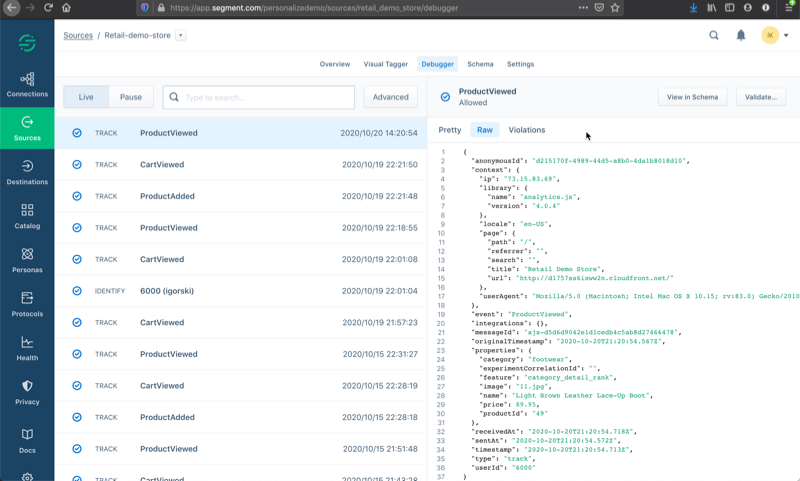 https://app.segment.com/personalizedemo/sources/retail_demo_store/debugger
Sources / Retail-demo-store
IK
Overview
Visual Tagger
Debugger
Schema
Settings
Connections
Sources
Destinations
Catalog
Personas
Protocols
Health
Privacy
Docs
Live
Pause
Type to search...
Advanced
TRACK ProductViewed 2020/10/20 14:20:54
TRACK CartViewed 2020/10/19 22:21:50
TRACK ProductAdded 2020/10/19 22:21:48
TRACK ProductViewed 2020/10/19 22:18:55
TRACK CartViewed 2020/10/19 22:01:08
IDENTIFY 6000 (igorski) 2020/10/19 22:01:04
TRACK CartViewed 2020/10/19 21:57:23
TRACK ProductViewed 2020/10/15 22:31:27
TRACK CartViewed 2020/10/15 22:28:19
TRACK ProductAdded 2020/10/15 22:28:18
TRACK ProductViewed 2020/10/15 21:51:48
TRACK CartViewed 2020/10/15 21:43:28
ProductViewed
Allowed
View in Schema
Validate...
Pretty
Raw
Violations
1 {
2 "anonymousId": "d215170f-4989-44d5-a8b0-4da1b8018d10",
3 "context": {
4 "ip": "73.15.83.69",
5 "library": {
6 "name": "analytics.js",
7 "version": "4.0.4"
8 },
9 "locale": "en-US",
10 "page": {
11 "path": "/",
12 "referrer": "",
13 "search": "",
14 "title": "Retail Demo Store",
15 "url": "http://d1757as6ixww2n.cloudfront.net/"
16 },
17 "userAgent": "Mozilla/5.0 (Macintosh; Intel Mac OS X 10.15; rv:83.0) Gecko/2010
18 },
19 "event": "ProductViewed",
20 "integrations": {},
21 "messageId": "ajs-d5d6d9042e1d1cedb4c5ab8d27466478",
22 "originalTimestamp": "2020-10-20T21:20:54.567Z",
23 "properties": {
24 "category": "footwear",
25 "experimentCorrelationId": "",
26 "feature": "category_detail_rank",
27 "image": "11.jpg",
28 "name": "Light Brown Leather Lace-Up Boot",
29 "price": 89.95,
30 "productId": "49"
31 },
32 "receivedAt": "2020-10-20T21:20:54.718Z",
33 "sentAt": "2020-10-20T21:20:54.572Z",
34 "timestamp": "2020-10-20T21:20:54.713Z",
35 "type": "track",
36 "userId": "6000"
37 }